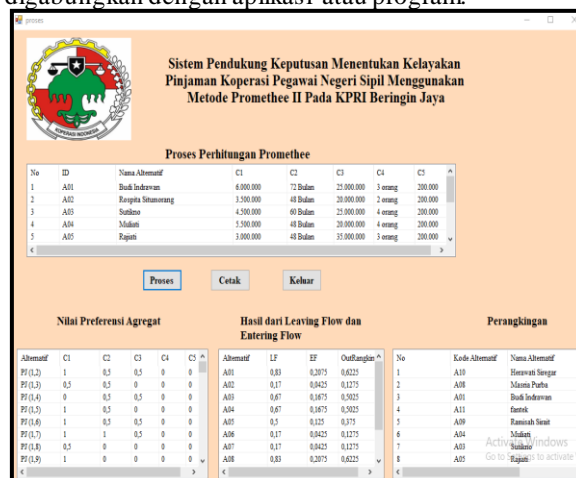 digabungkan dengan aplikasi atau program.
proses
Sistem Pendukung Keputusan Menentukan Kelayakan
Pinjaman Koperasi Pegawai Negeri Sipil Menggunakan
Metode Promethee II Pada KPRI Beringin Jaya
KOPERASI INDONESIA
Proses Perhitungan Promethee
No ID Nama Alternatif C1 C2 C3 C4 C5
1 A01 Budi Indrawan 6.000.000 72 Bulan 25.000.000 3 orang 200.000
2 A02 Rospita Situmorang 3.500.000 48 Bulan 20.000.000 2 orang 200.000
3 A03 Sutikno 4.500.000 60 Bulan 25.000.000 4 orang 200.000
4 A04 Muliati 5.500.000 48 Bulan 20.000.000 4 orang 200.000
5 A05 Rajiati 3.000.000 48 Bulan 35.000.000 3 orang 200.000
Proses Cetak Keluar
Nilai Preferensi Agregat
Alternatif C1 C2 C3 C4 C5
PJ (1,2) 1 0,5 0,5 0 0
PJ (1,3) 0,5 0,5 0 0 0
PJ (1,4) 0 0,5 0,5 0 0
PJ (1,5) 1 0,5 0 0 0
PJ (1,6) 1 0,5 0,5 0 0
PJ (1,7) 1 1 0,5 0 0
PJ (1,8) 0,5 0 0 0 0
PJ (1,9) 1 0 0 0 0
Hasil dari Leaving Flow dan
Entering Flow
Alternatif LF EF OutRangkin
A01 0,83 0,2075 0,6225
A02 0,17 0,0425 0,1275
A03 0,67 0,1675 0,5025
A04 0,67 0,1675 0,5025
A05 0,5 0,125 0,375
A06 0,17 0,0425 0,1275
A07 0,17 0,0425 0,1275
A08 0,83 0,2075 0,6225
Perangkingan
No Kode Alternatif Nama Alternatif
1 A10 Herawati Siregar
2 A08 Masria Purba
3 A01 Budi Indrawan
4 A11 fantek
5 A09 Ramisah Sirait
6 A04 Muliati
7 A03 Sutikno
8 A05 Rajiati
Activate Windows
Go to Settings to activate